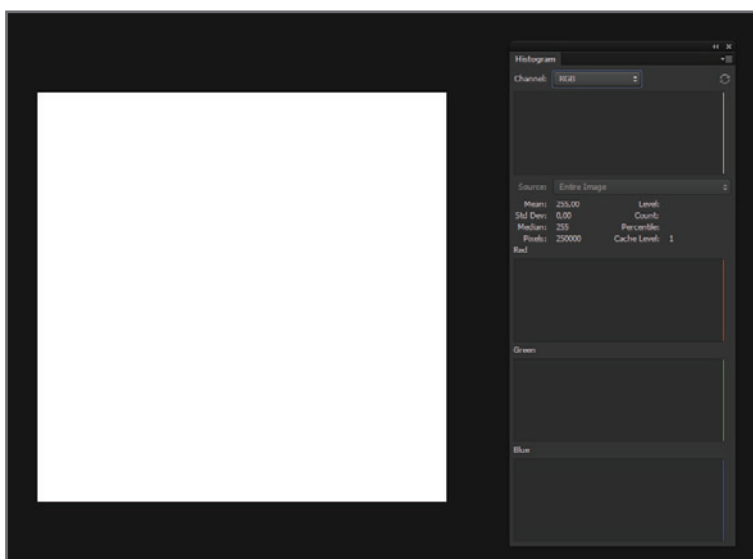 Histogram
Channel: RGB
Source: Entire Image
Mean: 255,00 Level:
Std Dev: 0,00 Count:
Median: 255 Percentile:
Pixels: 250000 Cache Level: 1
Red
Green
Blue